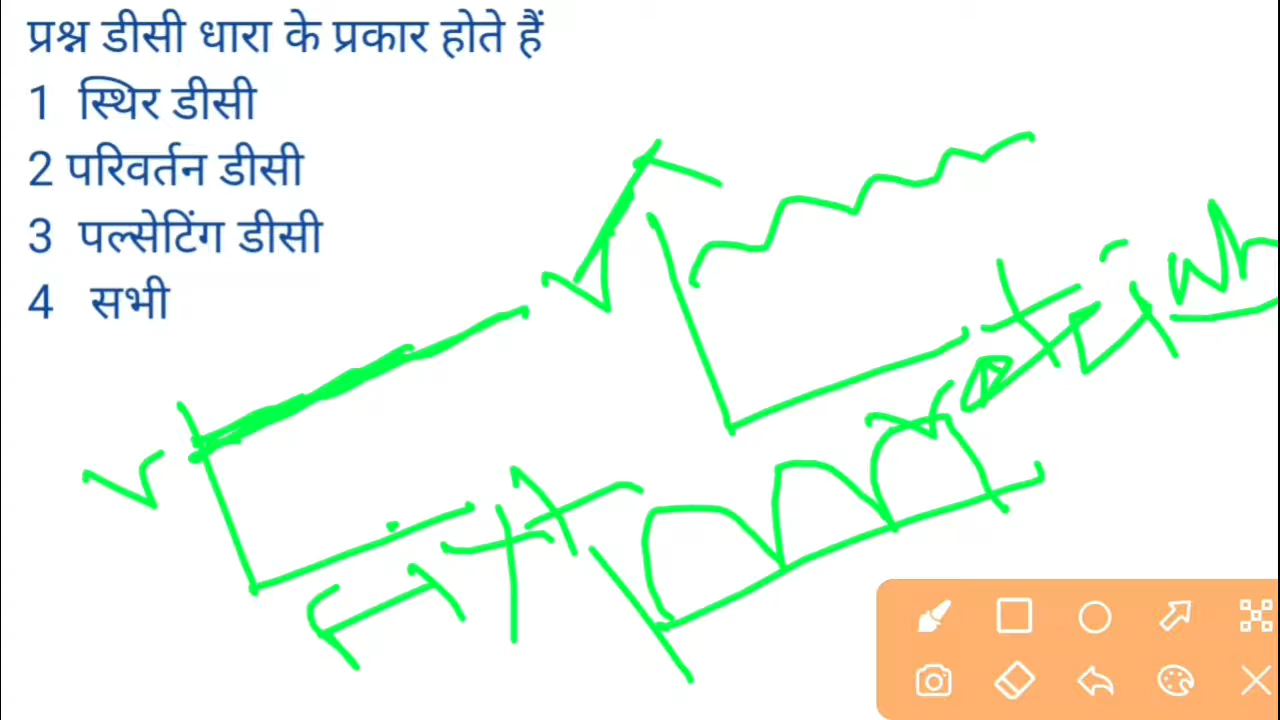 प्रश्न डीसी धारा के प्रकार होते हैं
1 स्थिर डीसी
2 परिवर्तन डीसी
3 पल्सेटिंग डीसी
4 सभी